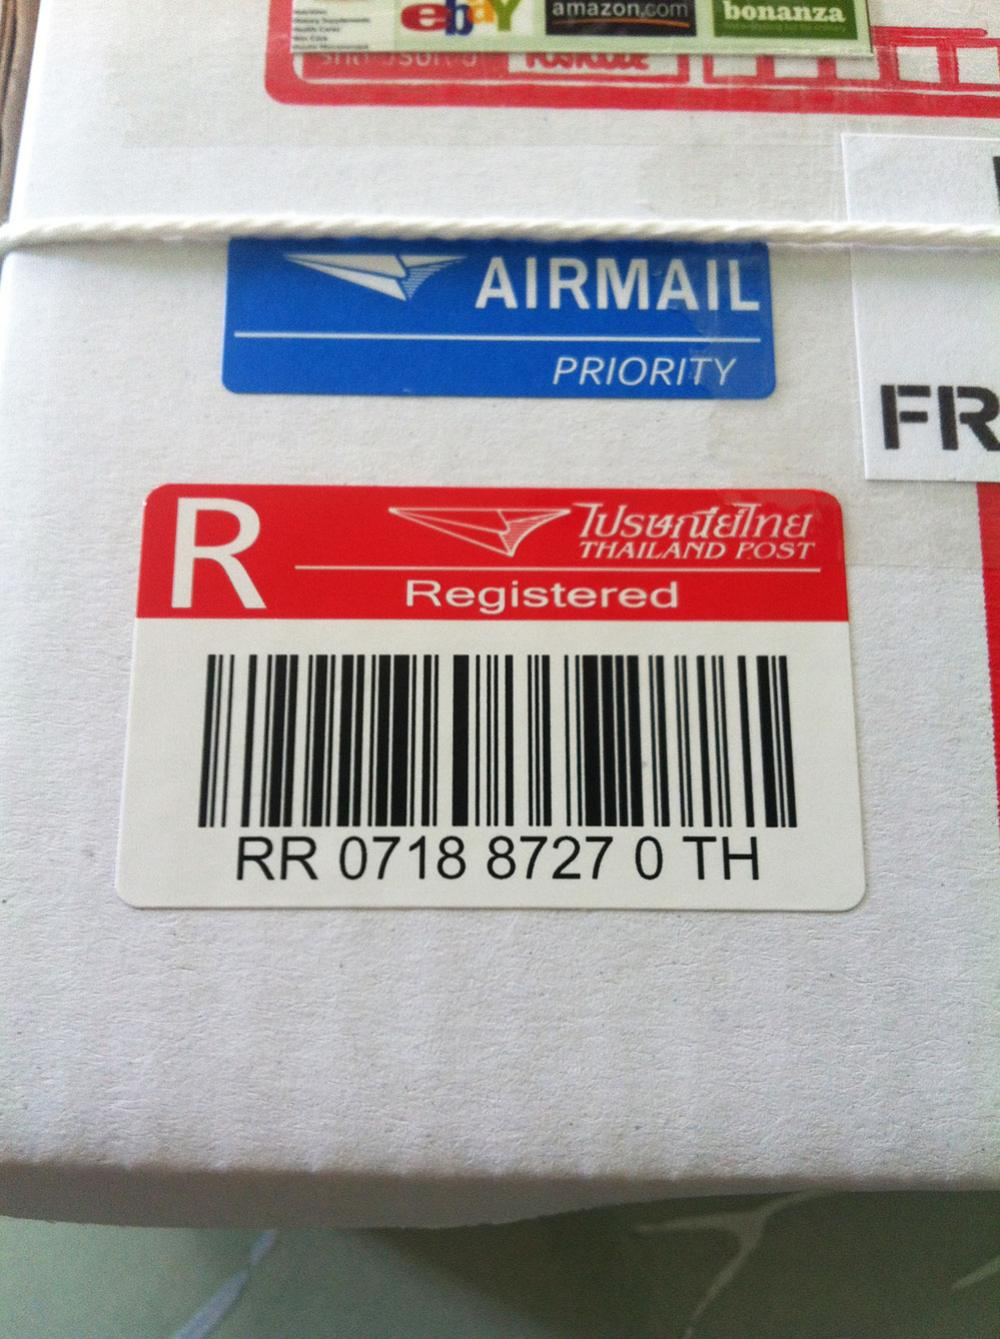 ebay
amazon.com
bonanza
POSTCODE
AIRMAIL
PRIORITY
FR
R
ไปรษณีย์ไทย
THAILAND POST
Registered
RR 0718 8727 0 TH